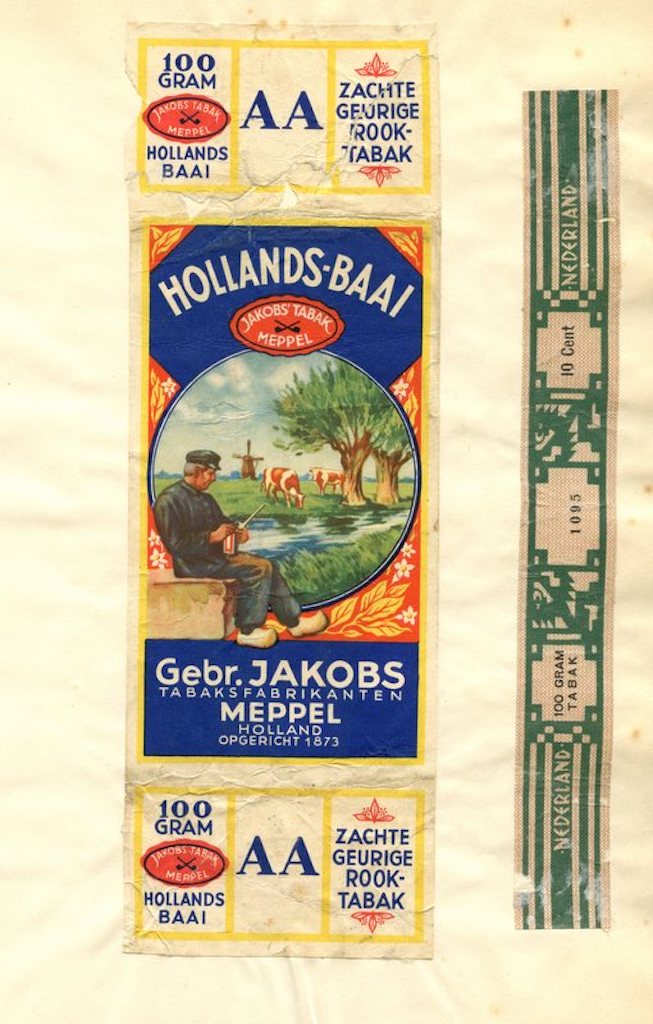 100
GRAM
JAKOBS TABAK
MEPPEL
HOLLANDS
BAAI
AA
ZACHTE
GEURIGE
ROOK-
TABAK
HOLLANDS-BAAI
JAKOBS' TABAK
MEPPEL
Gebr. JAKOBS
TABAKSFABRIKANTEN
MEPPEL
HOLLAND
OPGERICHT 1873
100
GRAM
JAKOBS TABAK
MEPPEL
HOLLANDS
BAAI
AA
ZACHTE
GEURIGE
ROOK-
TABAK
NEDERLAND
10 Cent
1095
100 GRAM
TABAK
NEDERLAND